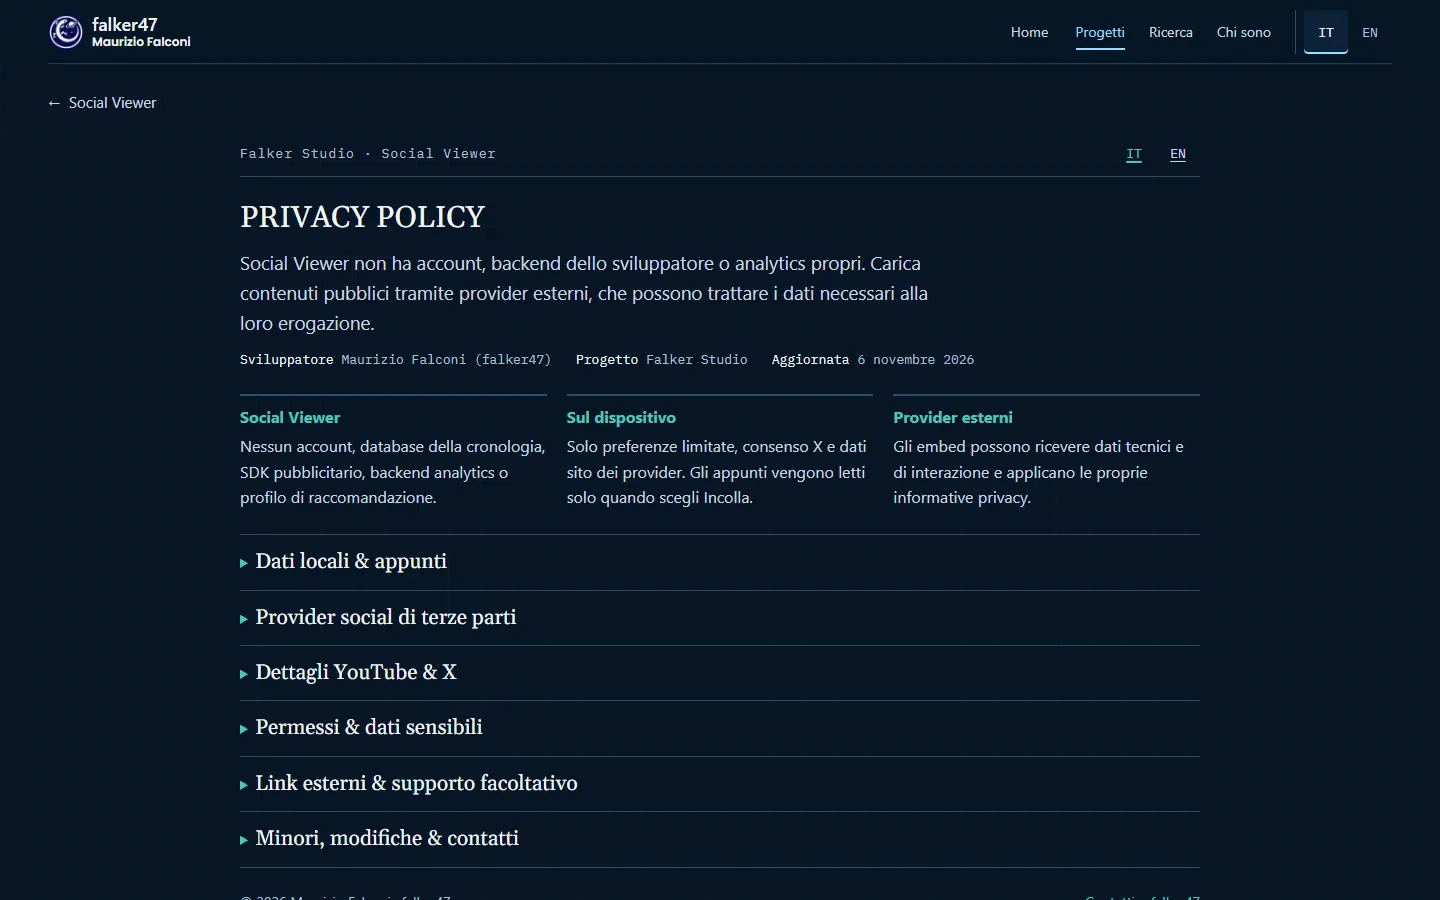 falker47
Maurizio Falconi
Home Progetti Ricerca Chi sono IT EN
← Social Viewer
Falker Studio · Social Viewer IT EN
PRIVACY POLICY
Social Viewer non ha account, backend dello sviluppatore o analytics propri. Carica
contenuti pubblici tramite provider esterni, che possono trattare i dati necessari alla
loro erogazione.
Sviluppatore Maurizio Falconi (falker47) Progetto Falker Studio Aggiornata 6 novembre 2026
Social Viewer
Nessun account, database della cronologia,
SDK pubblicitario, backend analytics o
profilo di raccomandazione.
Sul dispositivo
Solo preferenze limitate, consenso X e dati
sito dei provider. Gli appunti vengono letti
solo quando scegli Incolla.
Provider esterni
Gli embed possono ricevere dati tecnici e
di interazione e applicano le proprie
informative privacy.
Dati locali & appunti
Provider social di terze parti
Dettagli YouTube & X
Permessi & dati sensibili
Link esterni & supporto facoltativo
Minori, modifiche & contatti